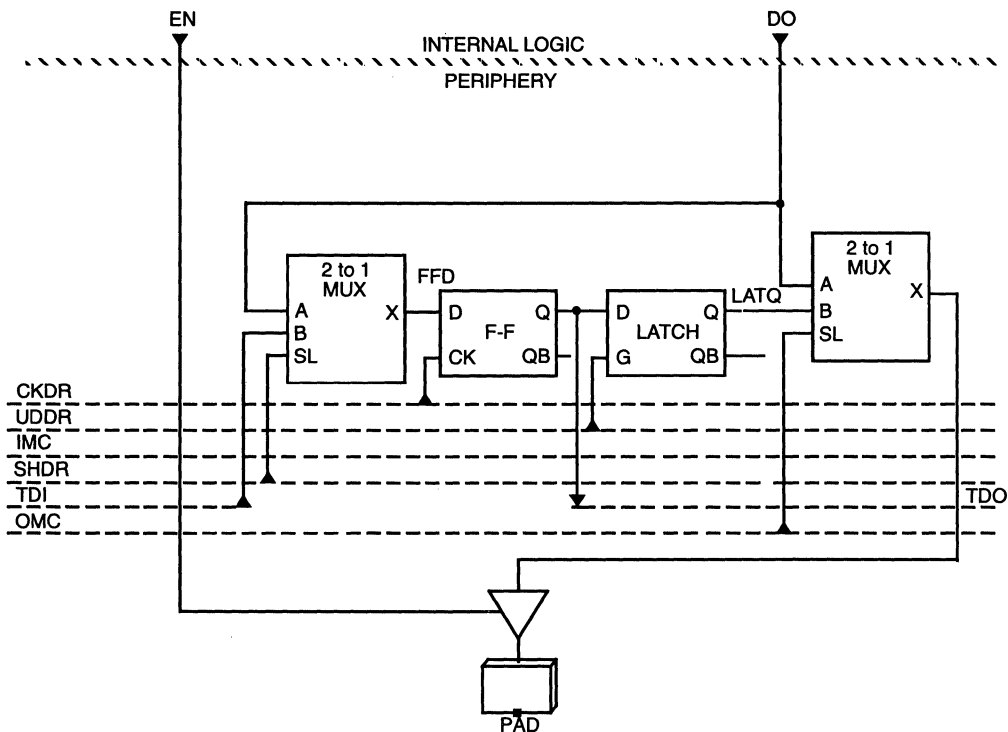 EN
DO
INTERNAL LOGIC
PERIPHERY
2 to 1
MUX
A
B
SL
X
FFD
D
Q
F-F
CK
QB
D
Q
LATCH
G
QB
LATQ
2 to 1
MUX
A
B
SL
X
CKDR
UDDR
IMC
SHDR
TDI
TDO
OMC
PAD